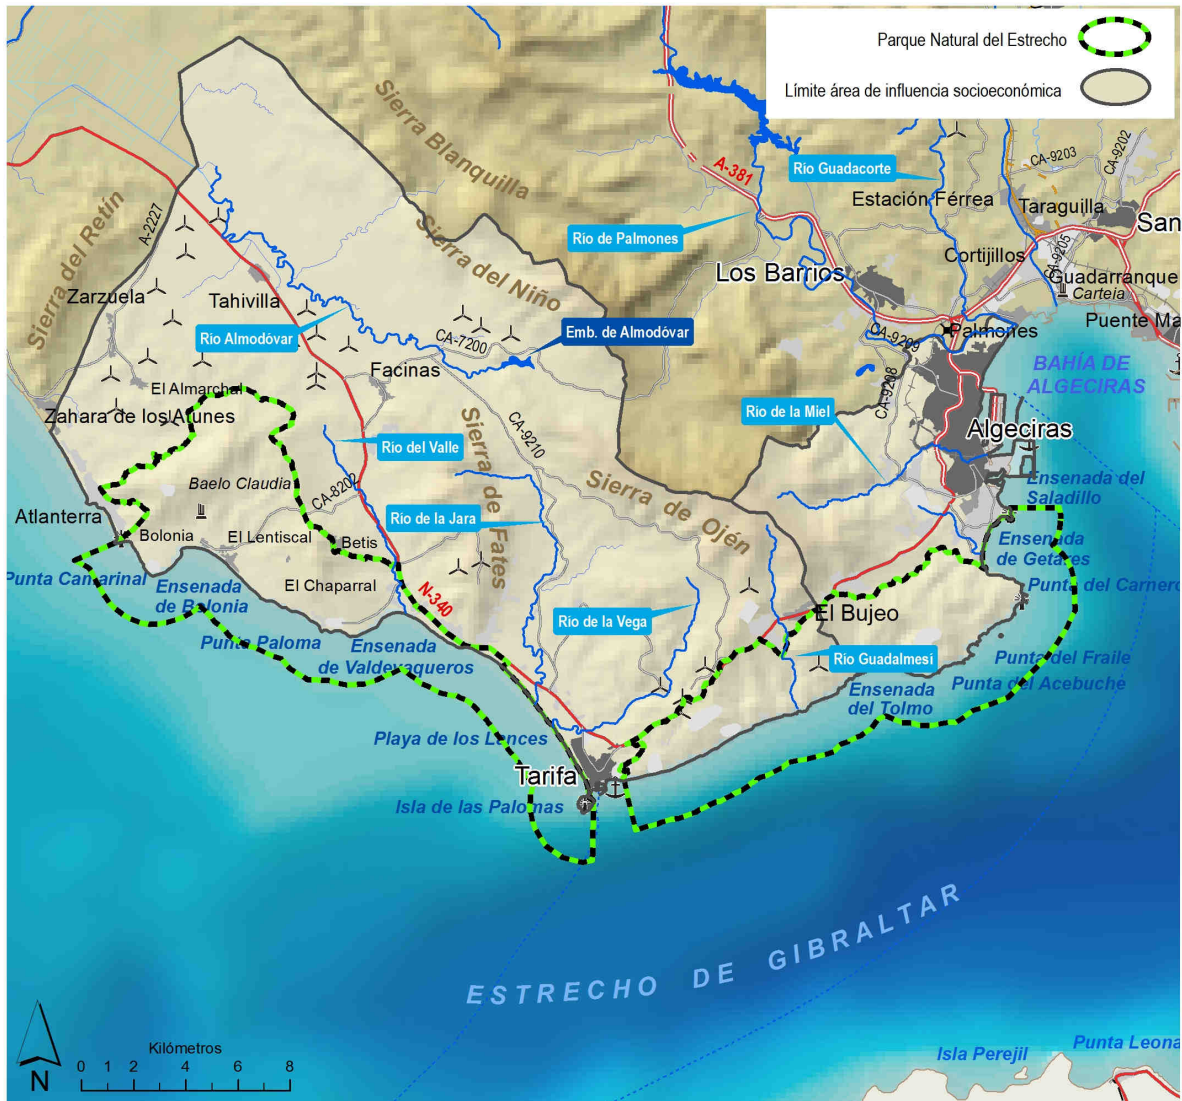 Parque Natural del Estrecho
Límite área de influencia socioeconómica
Sierra Blanquilla
A-381
Río Guadacorte
CA-9203
CA-9202
Estación Férrea
Taraguilla
San
Sierra del Retín
A-2227
Río de Palmones
Sierra del Niño
Cortijillos
CA-9205
Guadarranque
Carteia
Los Barrios
Zarzuela
Tahivilla
Puente Ma
Río Almodóvar
Emb. de Almodóvar
CA-7200
CA-9209
Palmones
BAHÍA DE
ALGECIRAS
Facinas
CA-9208
El Almarchal
Zahara de los Atunes
Río de la Miel
Algeciras
CA-9210
Río del Valle
Sierra de Fates
Sierra de Ojén
Ensenada del
Saladillo
Baelo Claudia
CA-8202
Atlanterra
Río de la Jara
Bolonia
El Lentiscal
Betis
Ensenada
de Getares
Punta Camarinal
Ensenada
de Bolonia
El Chaparral
N-340
Punta del Carnero
Río de la Vega
El Bujeo
Punta Paloma
Ensenada
de Valdevaqueros
Río Guadalmesí
Punta del Fraile
Punta del Acebuche
Ensenada
del Tolmo
Playa de los Lances
Tarifa
Isla de las Palomas
ESTRECHO DE GIBRALTAR
N
Kilómetros
0 1 2 4 6 8
Isla Perejil
Punta Leona